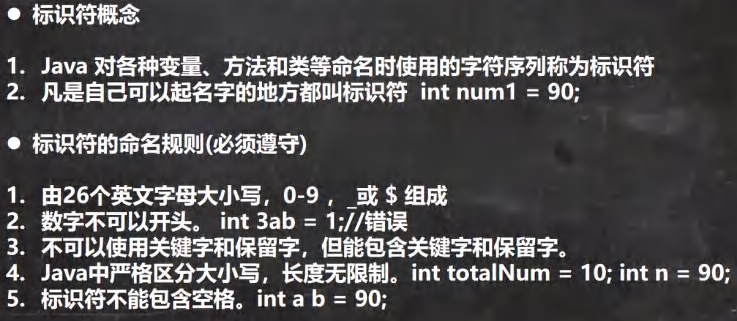 ● 标识符概念
1. Java 对各种变量、方法和类等命名时使用的字符序列称为标识符
2. 凡是自己可以起名字的地方都叫标识符 int num1 = 90;
● 标识符的命名规则(必须遵守)
1. 由26个英文字母大小写，0-9 ，_或 $ 组成
2. 数字不可以开头。 int 3ab = 1;//错误
3. 不可以使用关键字和保留字，但能包含关键字和保留字。
4. Java中严格区分大小写，长度无限制。int totalNum = 10; int n = 90;
5. 标识符不能包含空格。int a b = 90;